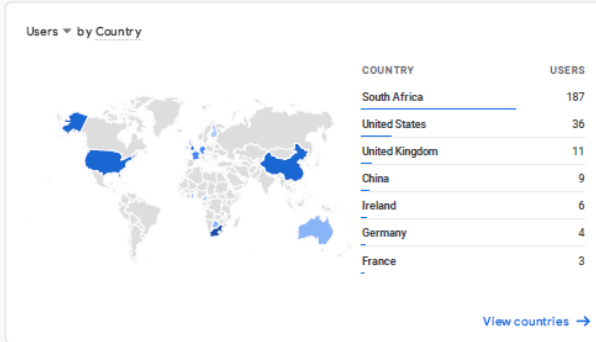 Users by Country
COUNTRY USERS
South Africa 187
United States 36
United Kingdom 11
China 9
Ireland 6
Germany 4
France 3
View countries →